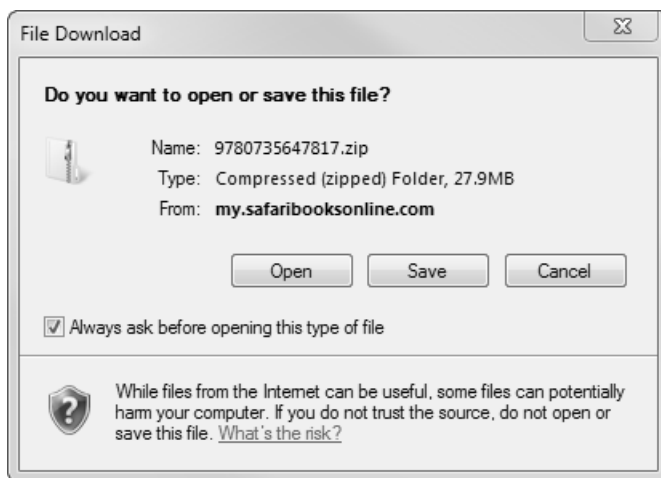 File Download
Do you want to open or save this file?
Name: 9780735647817.zip
Type: Compressed (zipped) Folder, 27.9MB
From: my.safaribooksonline.com
Open Save Cancel
Always ask before opening this type of file
While files from the Internet can be useful, some files can potentially
harm your computer. If you do not trust the source, do not open or
save this file. What's the risk?